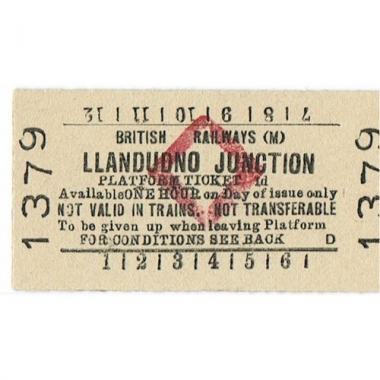 1379
12 | 11 | 10 | 9 | 8 | 7
BRITISH RAILWAYS (M)
LLANDUDNO JUNCTION
PLATFORM TICKET 1d
Available ONE HOUR on Day of issue only
NOT VALID IN TRAINS. NOT TRANSFERABLE
To be given up when leaving Platform
FOR CONDITIONS SEE BACK D
1 | 2 | 3 | 4 | 5 | 6 |
1379